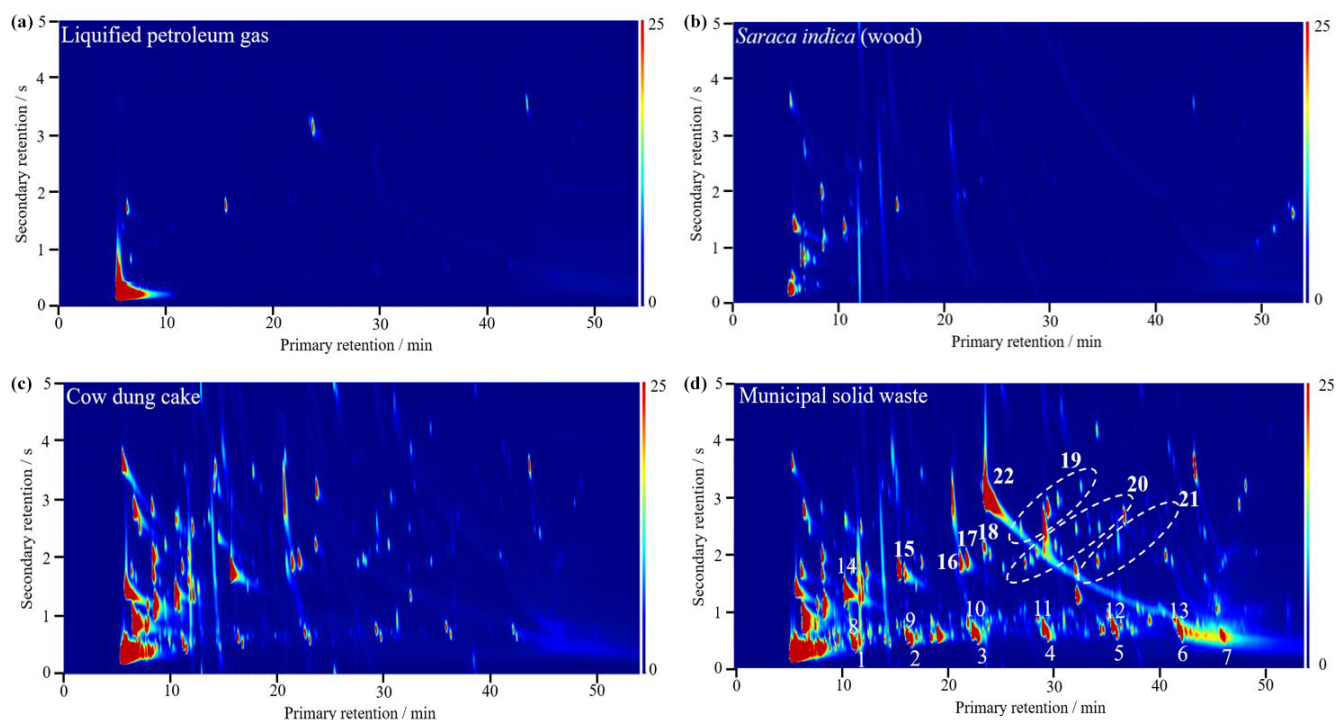 (a) Liquified petroleum gas 25
Secondary retention / s
5
4
3
2
1
0
0 10 20 30 40 50 0
Primary retention / min
(b) Saraca indica (wood) 25
Secondary retention / s
5
4
3
2
1
0
0 10 20 30 40 50 0
Primary retention / min
(c) Cow dung cake 25
Secondary retention / s
5
4
3
2
1
0
0 10 20 30 40 50 0
Primary retention / min
(d) Municipal solid waste 25
Secondary retention / s
5
4
3
2
1
0
22 19 20 21
14 15 16 17 18
8 9 10 11 12 13
1 2 3 4 5 6 7
0 10 20 30 40 50 0
Primary retention / min